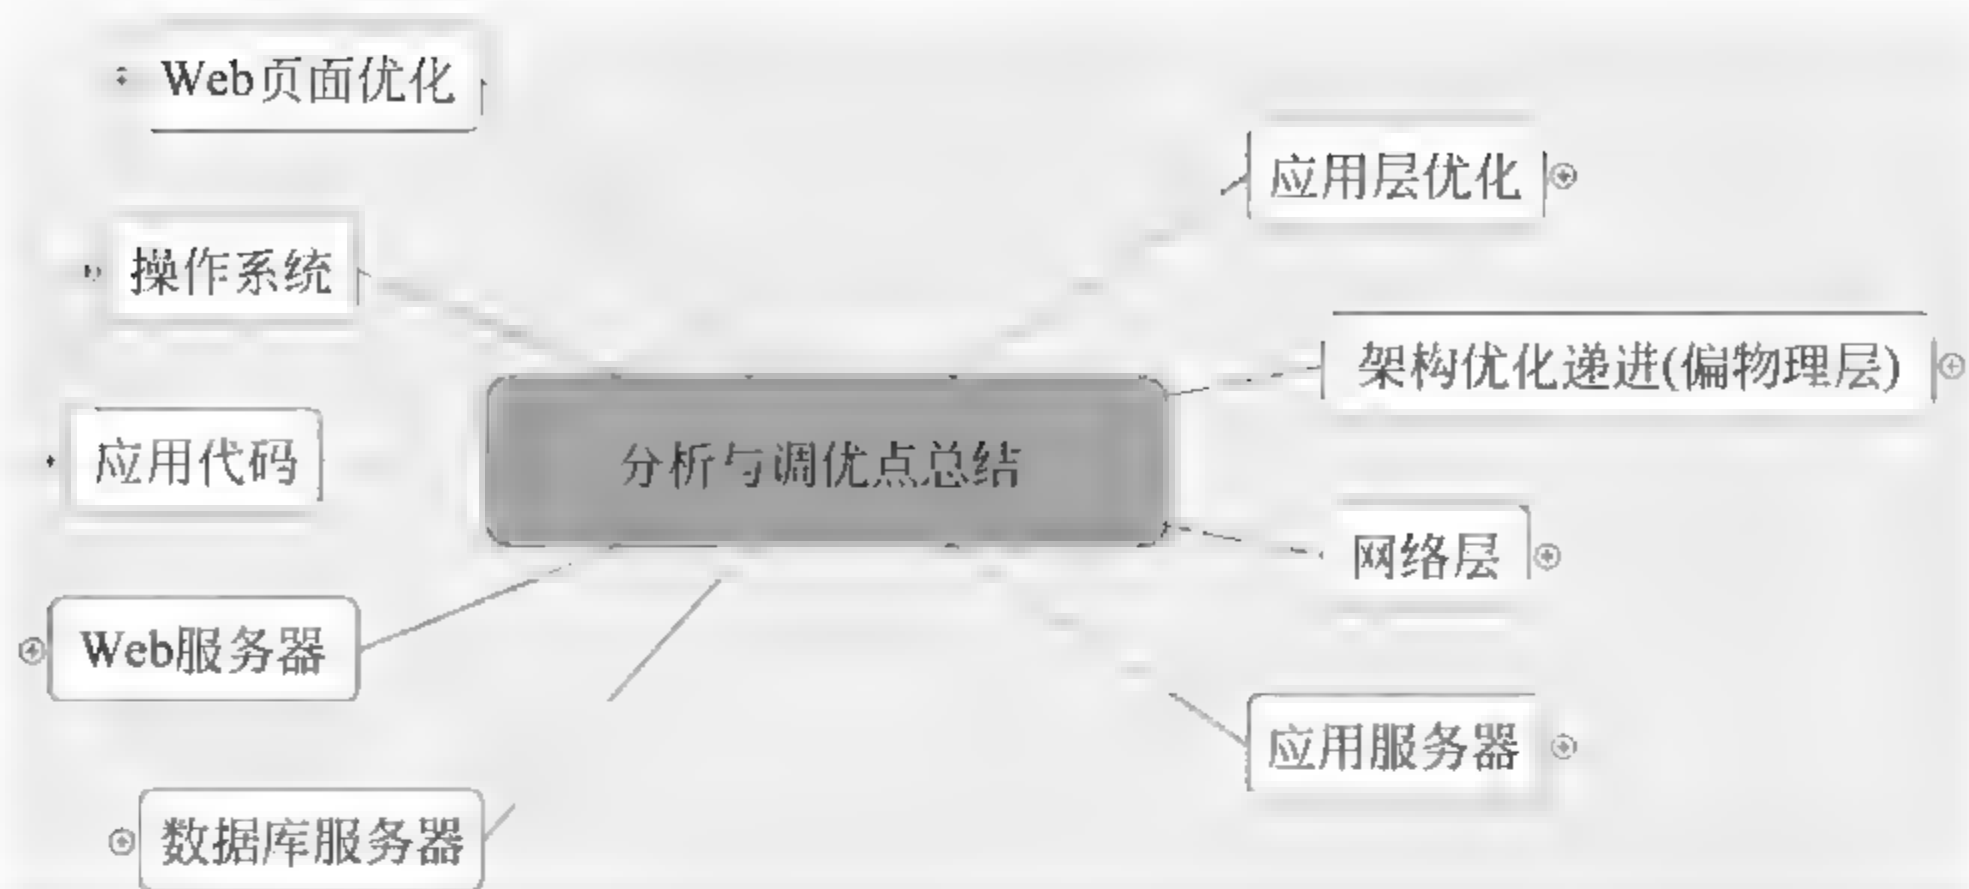 Web页面优化
应用层优化
操作系统
架构优化递进(偏物理层)
应用代码
分析与调优点总结
网络层
Web服务器
应用服务器
数据库服务器